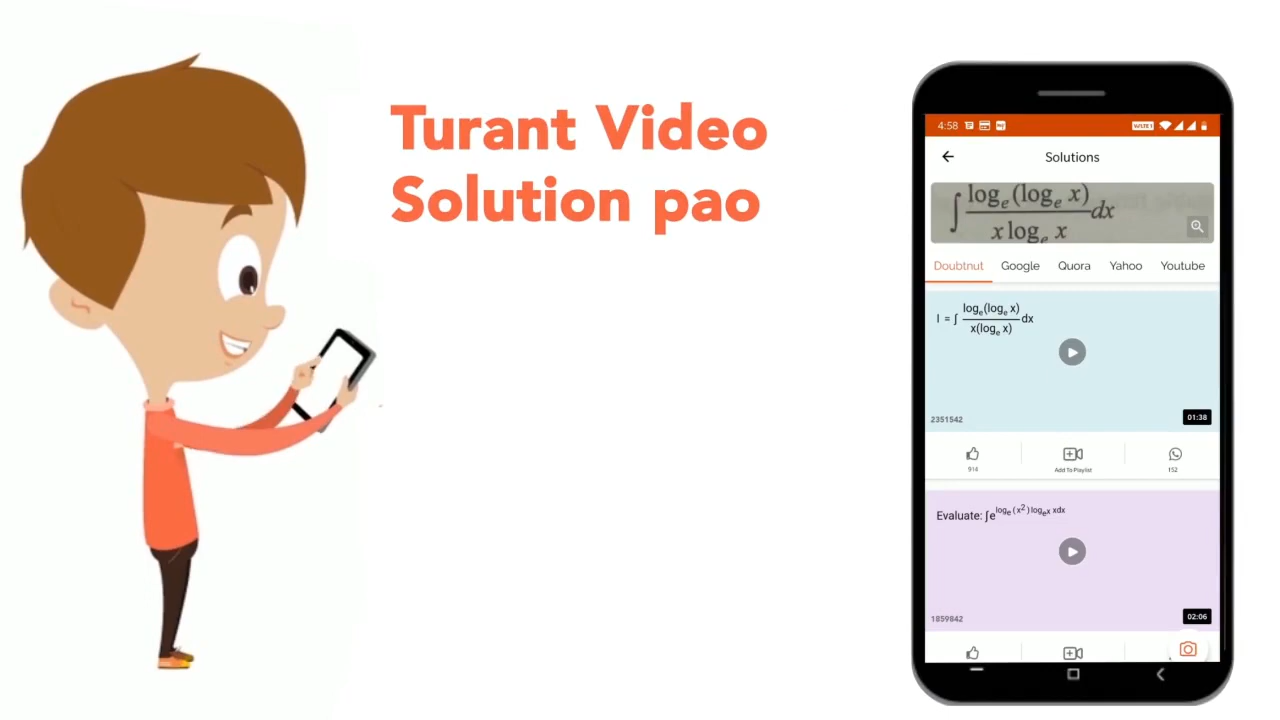 Turant Video
Solution pao
4:58
VoLTE1
Solutions
∫ logₑ(logₑ x) / x logₑ x dx
Doubtnut Google Quora Yahoo Youtube
I = ∫ logₑ(logₑ x) / x(logₑ x) dx
2351542 01:38
914 Add To Playlist 152
Evaluate: ∫e^logₑ(x²)logₑx xdx
1859842 02:06